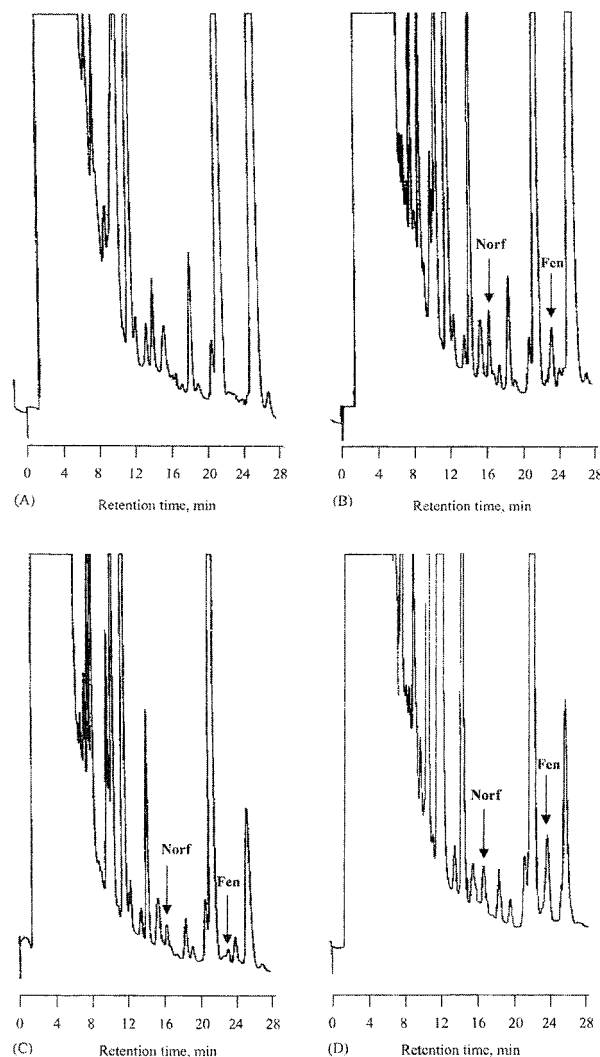 Norf
Fen
0 4 8 12 16 20 24 28
(A) Retention time, min
0 4 8 12 16 20 24 28
(B) Retention time, min
Norf
Fen
Norf
Fen
0 4 8 12 16 20 24 28
(C) Retention time, min
0 4 8 12 16 20 24 28
(D) Retention time, min